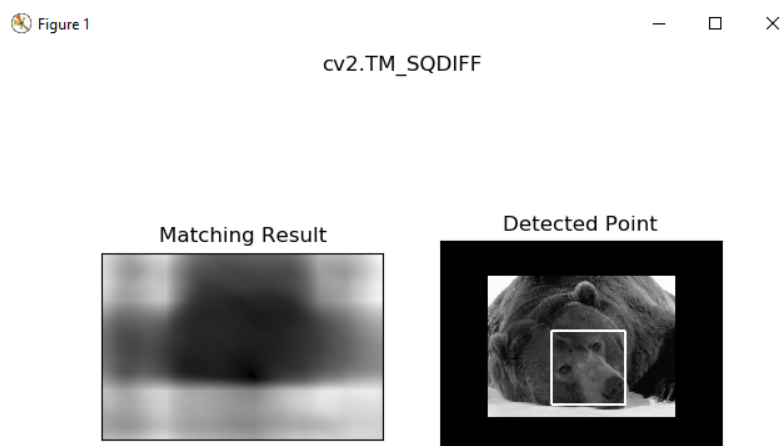 Figure 1
cv2.TM_SQDIFF
Matching Result
Detected Point